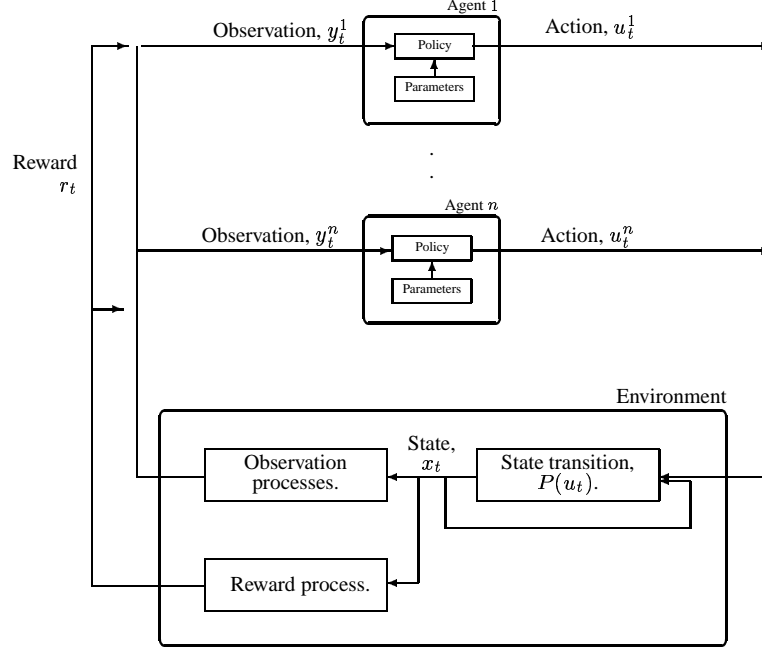 Agent 1
Observation, $y_t^1$
Policy
Action, $u_t^1$
Parameters
Reward
$r_t$
.
.
Agent $n$
Observation, $y_t^n$
Policy
Action, $u_t^n$
Parameters
Environment
State,
$x_t$
Observation
processes.
State transition,
$P(u_t)$.
Reward process.